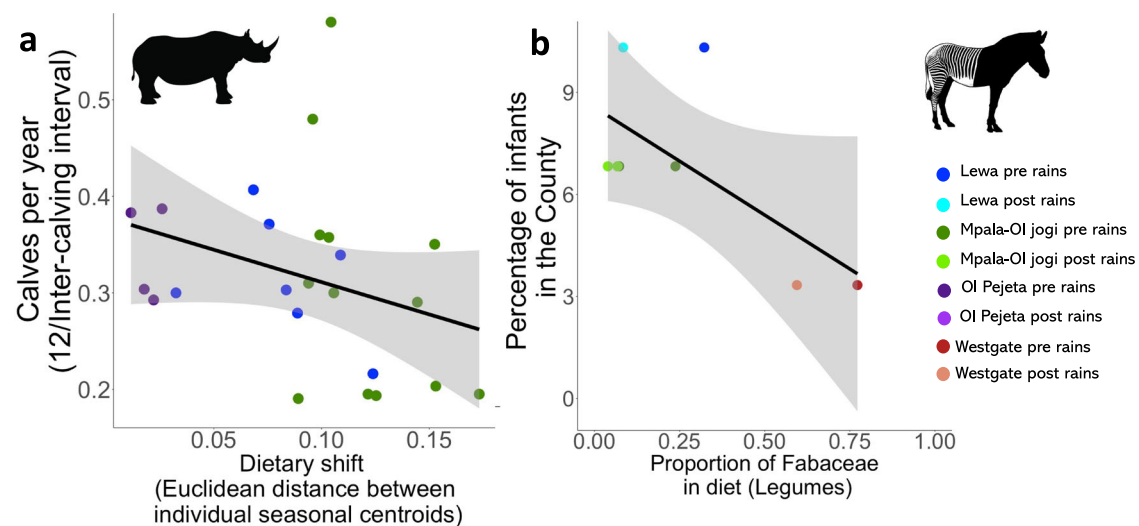 a
Calves per year
(12/Inter-calving interval)
0.5
0.4
0.3
0.2
0.05
0.10
0.15
Dietary shift
(Euclidean distance between
individual seasonal centroids)
b
Percentage of infants
in the County
9
6
3
0
0.00
0.25
0.50
0.75
1.00
Proportion of Fabaceae
in diet (Legumes)
Lewa pre rains
Lewa post rains
Mpala-Ol jogi pre rains
Mpala-Ol jogi post rains
Ol Pejeta pre rains
Ol Pejeta post rains
Westgate pre rains
Westgate post rains